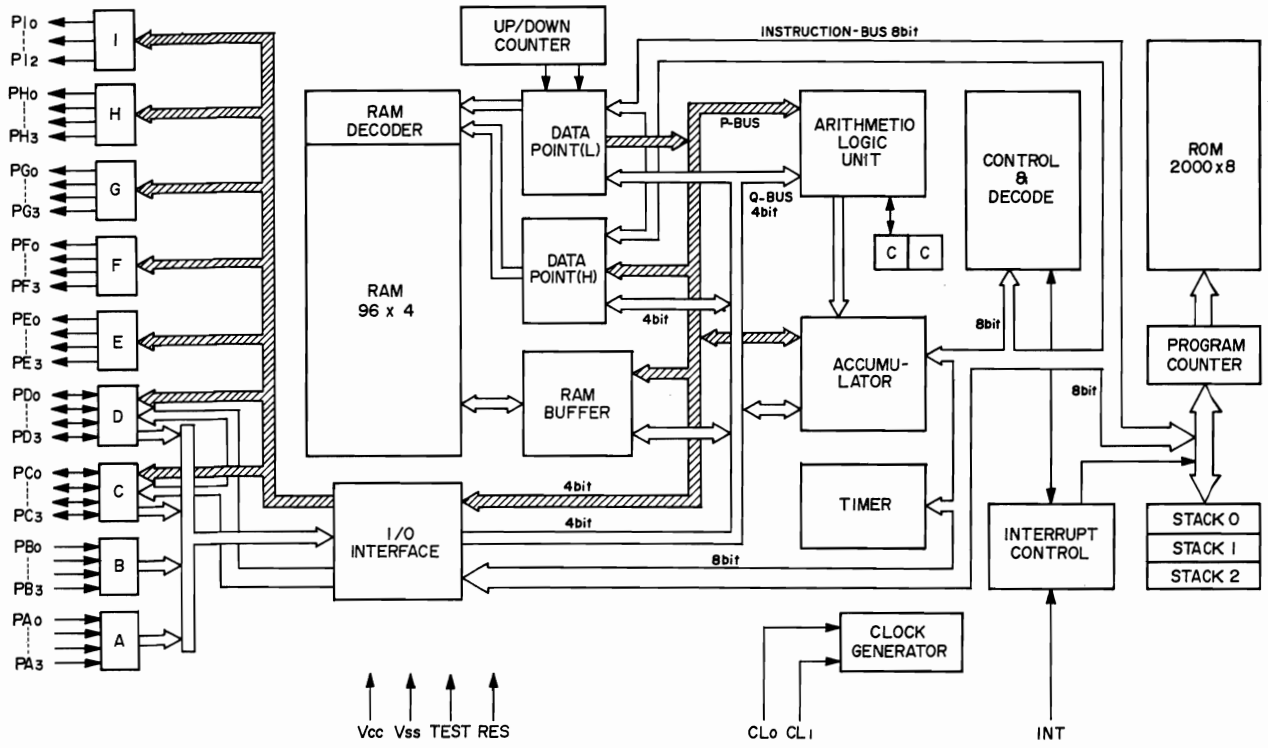 PI0
PI2
I
PH0
PH3
H
PG0
PG3
G
PF0
PF3
F
PE0
PE3
E
PD0
PD3
D
PC0
PC3
C
PB0
PB3
B
PA0
PA3
A
UP/DOWN
COUNTER
RAM
DECODER
RAM
96 x 4
DATA
POINT(L)
DATA
POINT(H)
4bit
RAM
BUFFER
I/O
INTERFACE
4bit
4bit
8bit
INSTRUCTION-BUS 8bit
P-BUS
Q-BUS
4bit
ARITHMETIO
LOGIC
UNIT
C C
ACCUMU-
LATOR
TIMER
CONTROL
&
DECODE
8bit
8bit
ROM
2000 x 8
PROGRAM
COUNTER
INTERRUPT
CONTROL
STACK 0
STACK 1
STACK 2
CLOCK
GENERATOR
Vcc Vss TEST RES
CL0 CL1
INT